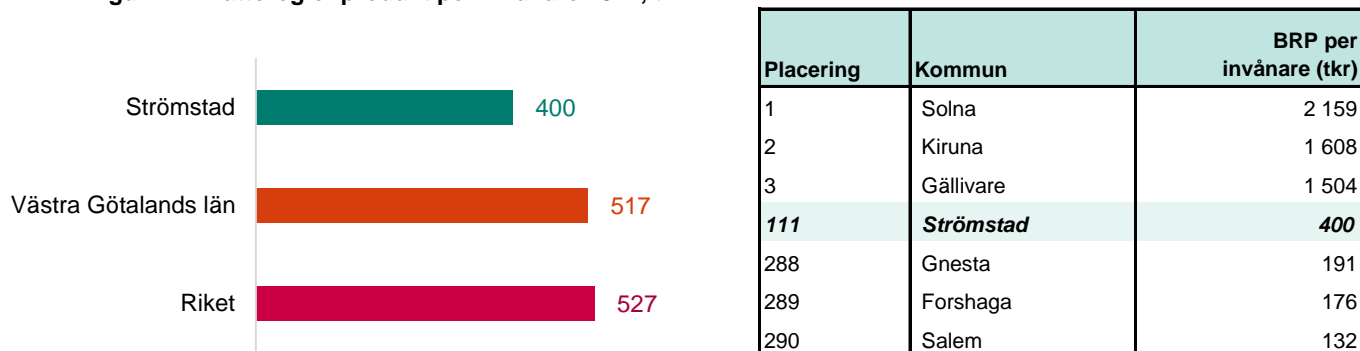 Strömstad 400
Västra Götalands län 517
Riket 527
BRP per
Placering Kommun invånare (tkr)
1 Solna 2 159
2 Kiruna 1 608
3 Gällivare 1 504
111 Strömstad 400
288 Gnesta 191
289 Forshaga 176
290 Salem 132